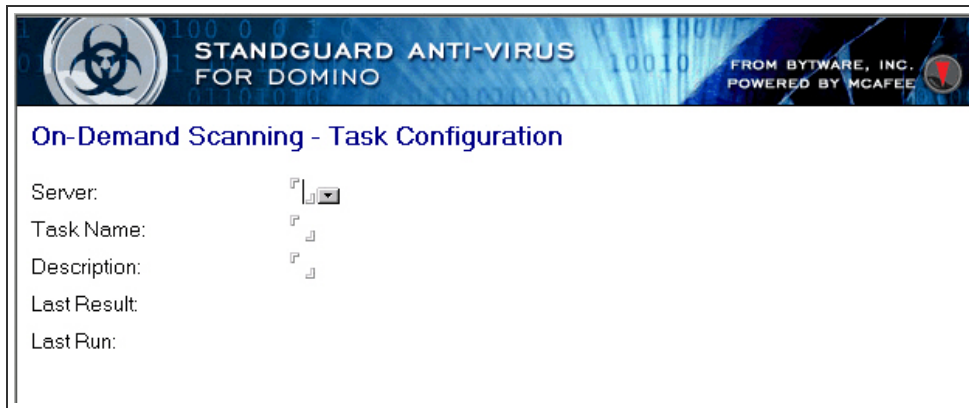 STANDGUARD ANTI-VIRUS
FOR DOMINO
FROM BYTWARE, INC.
POWERED BY MCAFEE
On-Demand Scanning - Task Configuration
Server:
Task Name:
Description:
Last Result:
Last Run: